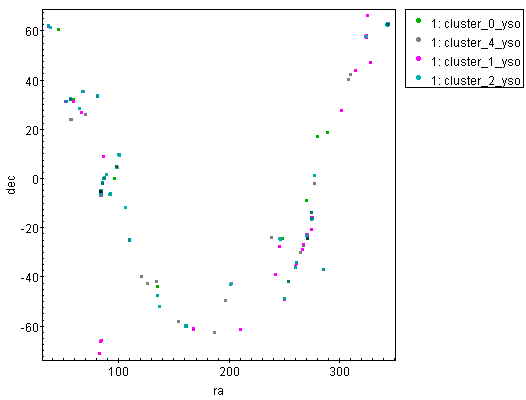 60
40
20
0
-20
-40
-60
dec
100
200
300
ra
1: cluster_0_yso
1: cluster_4_yso
1: cluster_1_yso
1: cluster_2_yso